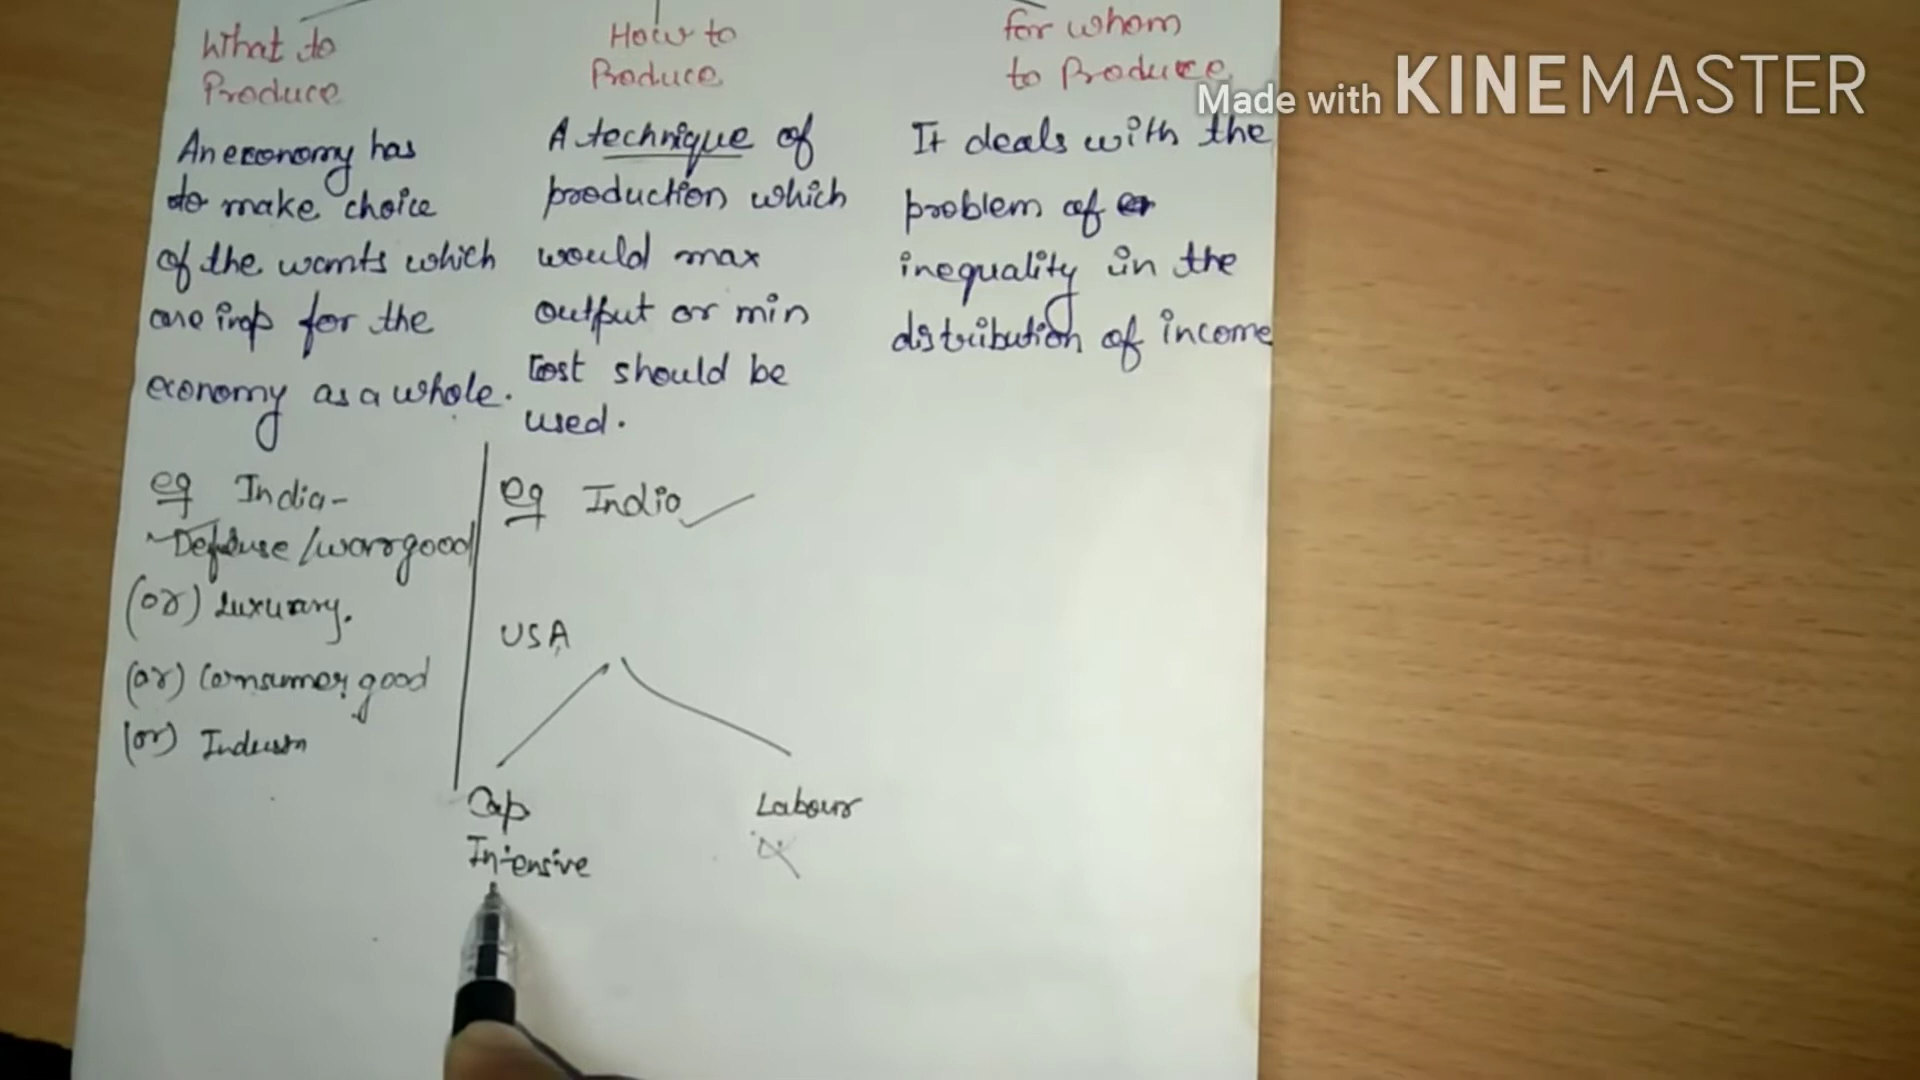 What to
Produce
An economy has
to make choice
of the wants which
are imp for the
economy as a whole.
eg India-
Defense/war good
(or) Luxurary.
(or) Consumer good
(or)
How to
Produce
A technique of
production which
would max
output or min
cost should be
used.
eg India
USA
Cap
Intensive
Labour
for whom
to Produce
It deals with the
problem of
inequality in the
distribution of income
Made with KINEMASTER